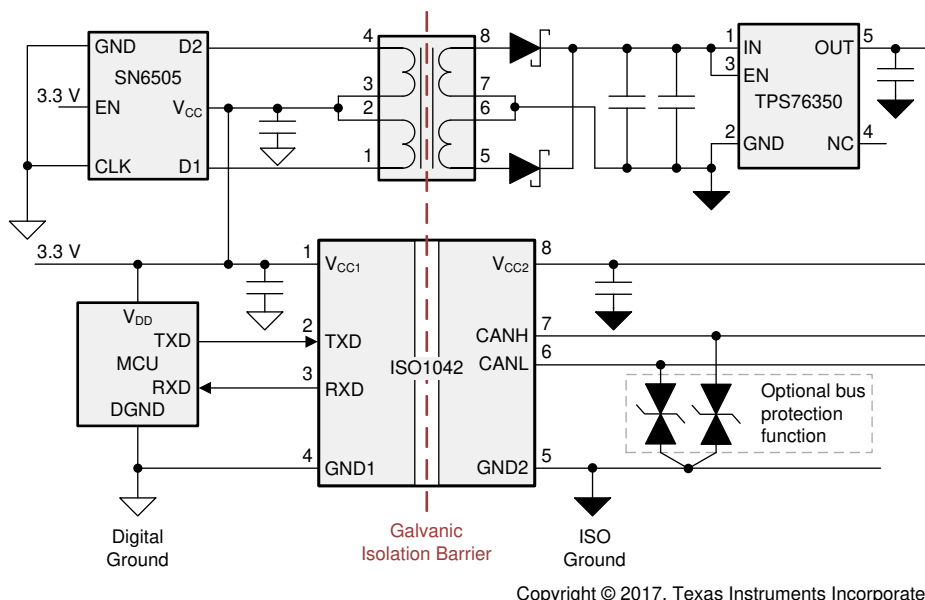 GND
D2
SN6505
3.3 V
EN
VCC
CLK
D1
4
3
2
1
8
7
6
5
1
3
2
IN
EN
GND
OUT
TPS76350
NC
5
4
3.3 V
VDD
TXD
MCU
RXD
DGND
1
2
3
4
VCC1
TXD
RXD
GND1
ISO1042
VCC2
CANH
CANL
GND2
8
7
6
5
Optional bus
protection
function
Digital
Ground
Galvanic
Isolation Barrier
ISO
Ground
Copyright © 2017, Texas Instruments Incorporate